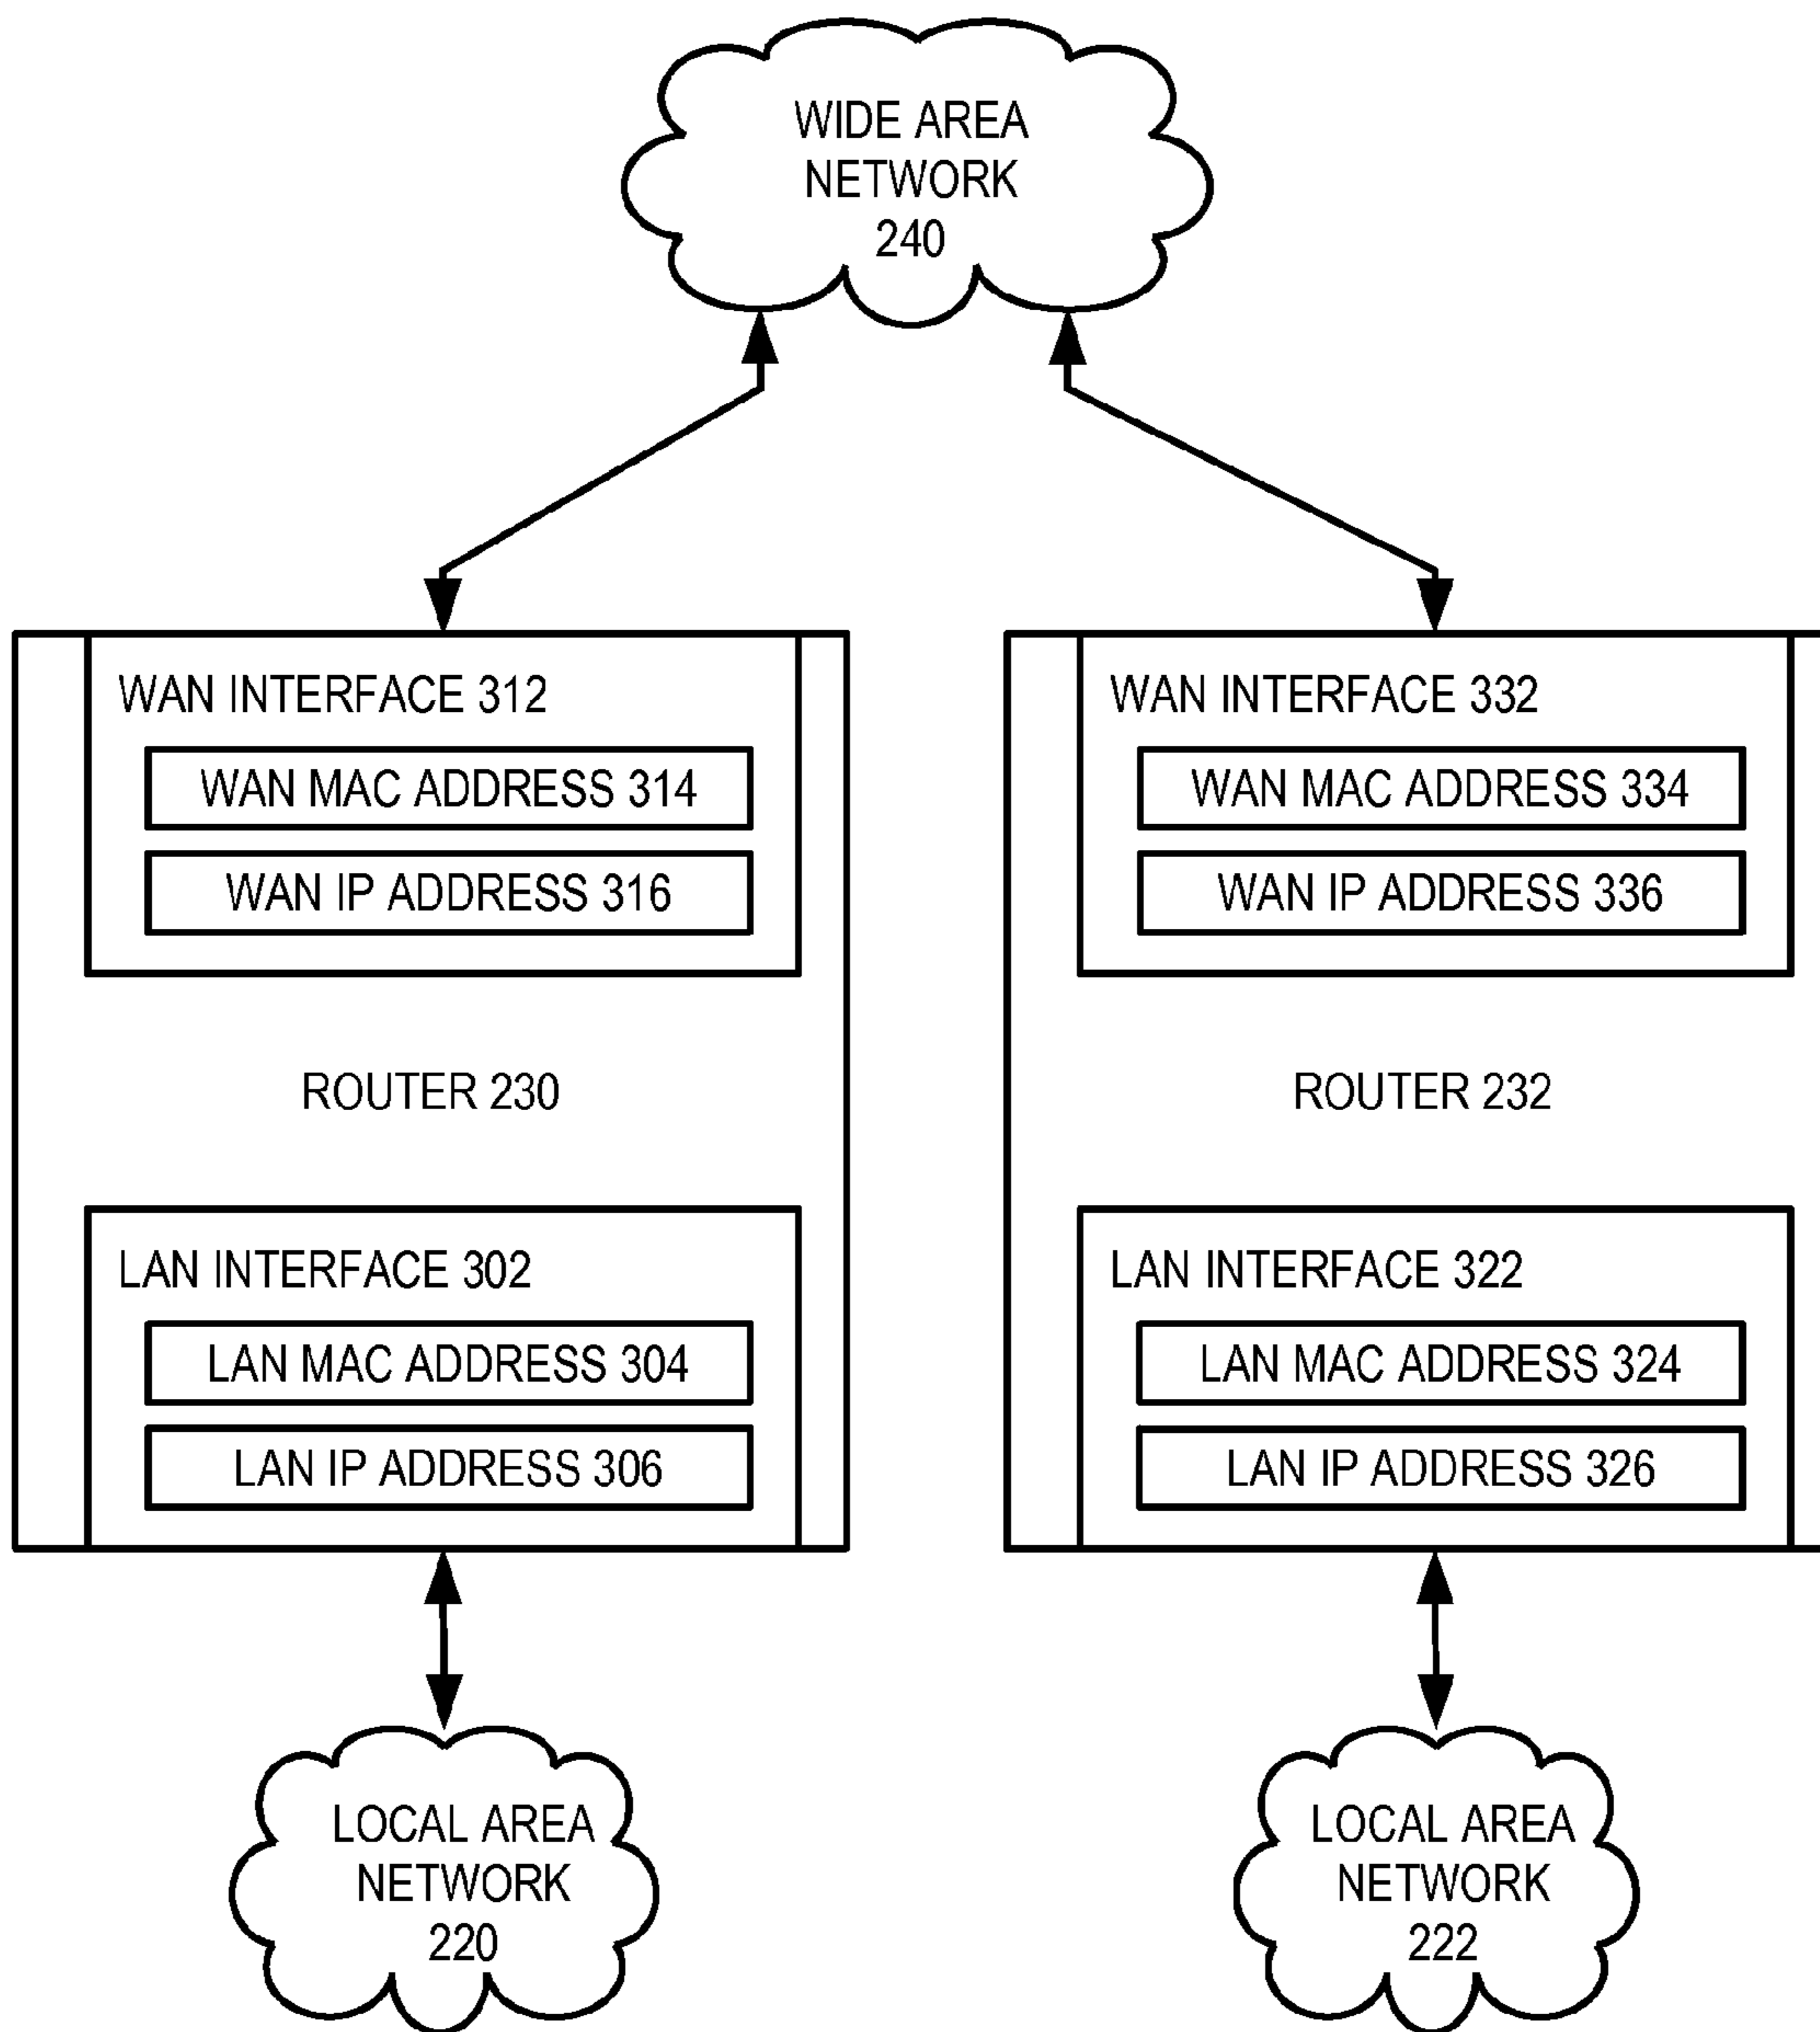 WIDE AREA
NETWORK
240
WAN INTERFACE 312
WAN MAC ADDRESS 314
WAN IP ADDRESS 316
ROUTER 230
LAN INTERFACE 302
LAN MAC ADDRESS 304
LAN IP ADDRESS 306
WAN INTERFACE 332
WAN MAC ADDRESS 334
WAN IP ADDRESS 336
ROUTER 232
LAN INTERFACE 322
LAN MAC ADDRESS 324
LAN IP ADDRESS 326
LOCAL AREA
NETWORK
220
LOCAL AREA
NETWORK
222